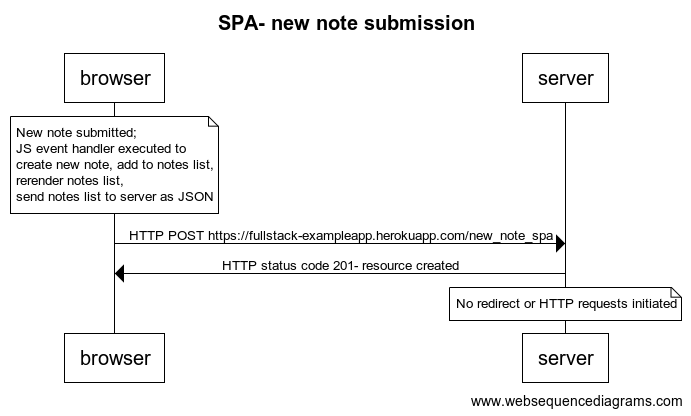 SPA- new note submission
browser
server
New note submitted;
JS event handler executed to
create new note, add to notes list,
rerender notes list,
send notes list to server as JSON
HTTP POST https://fullstack-exampleapp.herokuapp.com/new_note_spa
HTTP status code 201- resource created
No redirect or HTTP requests initiated
browser
server
www.websequencediagrams.com